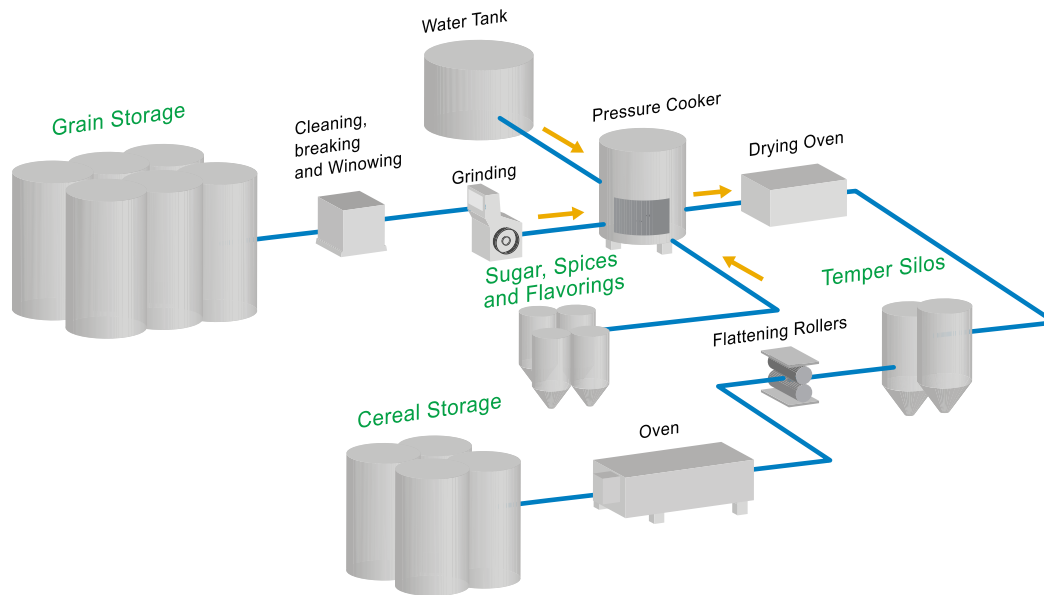 Water Tank
Grain Storage
Cleaning,
breaking
and Winowing
Grinding
Pressure Cooker
Drying Oven
Sugar, Spices
and Flavorings
Temper Silos
Flattening Rollers
Cereal Storage
Oven